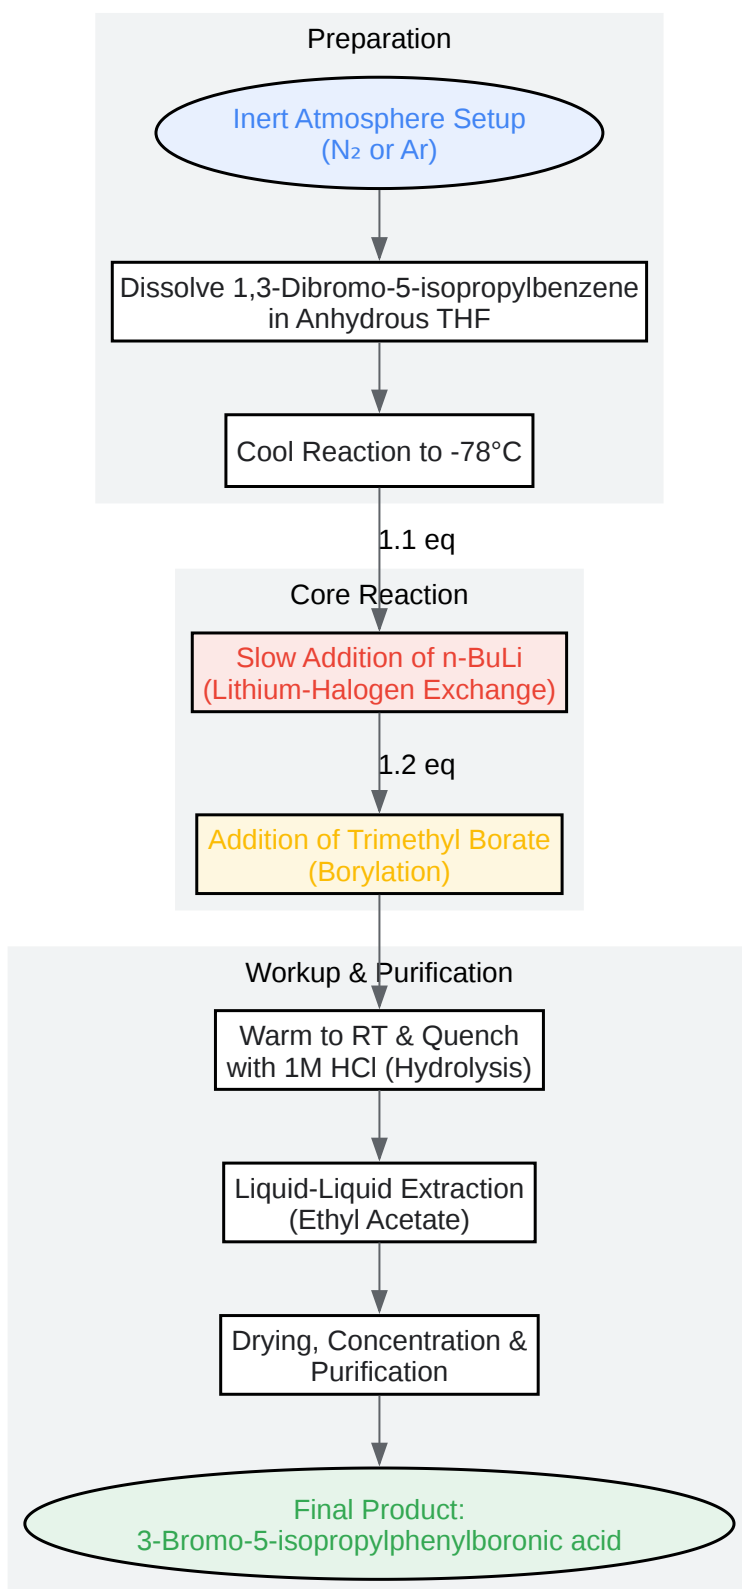 Preparation
Inert Atmosphere Setup
(N₂ or Ar)
Dissolve 1,3-Dibromo-5-isopropylbenzene
in Anhydrous THF
Cool Reaction to -78°C
1.1 eq
Core Reaction
Slow Addition of n-BuLi
(Lithium-Halogen Exchange)
1.2 eq
Addition of Trimethyl Borate
(Borylation)
Workup & Purification
Warm to RT & Quench
with 1M HCl (Hydrolysis)
Liquid-Liquid Extraction
(Ethyl Acetate)
Drying, Concentration &
Purification
Final Product:
3-Bromo-5-isopropylphenylboronic acid